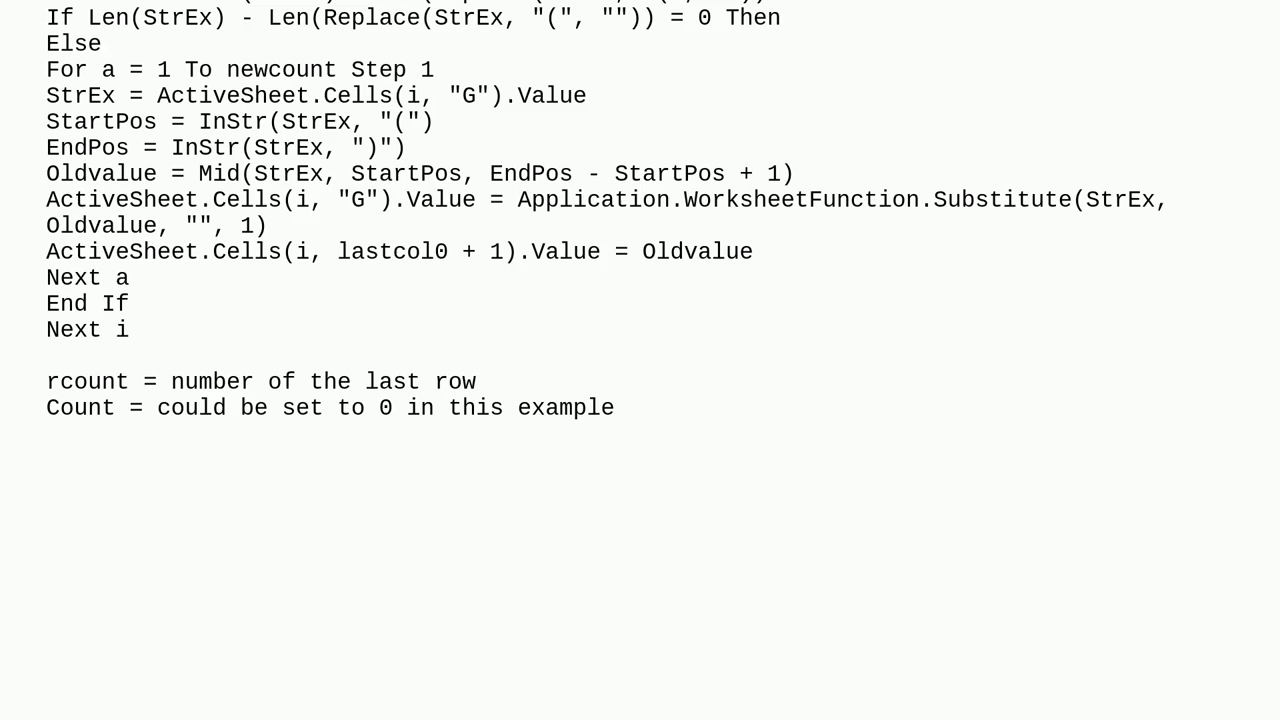 If Len(StrEx) - Len(Replace(StrEx, "(", "")) = 0 Then
Else
For a = 1 To newcount Step 1
StrEx = ActiveSheet.Cells(i, "G").Value
StartPos = InStr(StrEx, "(")
EndPos = InStr(StrEx, ")")
Oldvalue = Mid(StrEx, StartPos, EndPos - StartPos + 1)
ActiveSheet.Cells(i, "G").Value = Application.WorksheetFunction.Substitute(StrEx,
Oldvalue, "", 1)
ActiveSheet.Cells(i, lastcol0 + 1).Value = Oldvalue
Next a
End If
Next i
rcount = number of the last row
Count = could be set to 0 in this example